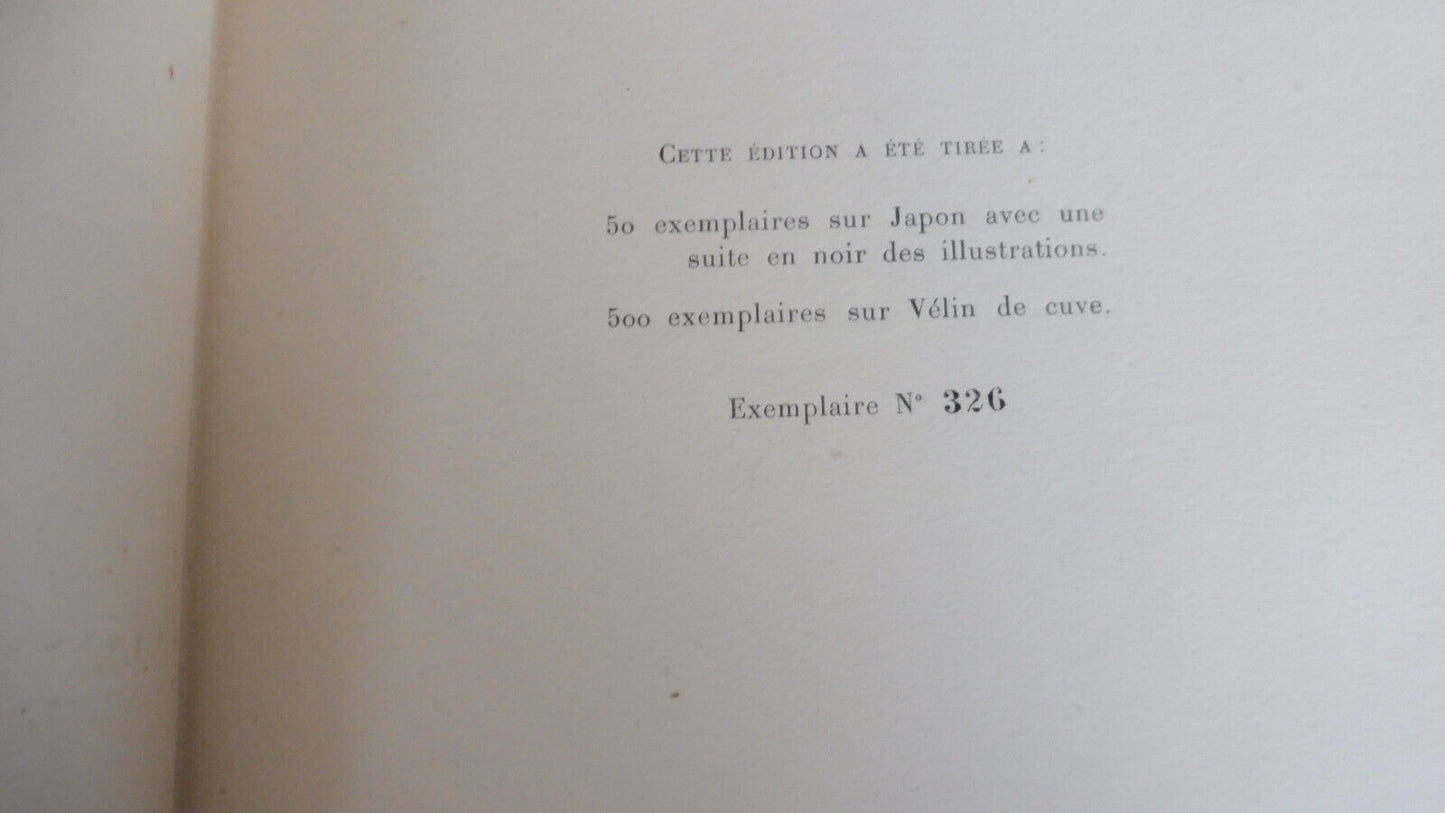 CETTE ÉDITION A ÉTÉ TIRÉE A :
50 exemplaires sur Japon avec une
suite en noir des illustrations.
500 exemplaires sur Vélin de cuve.
Exemplaire N° 326